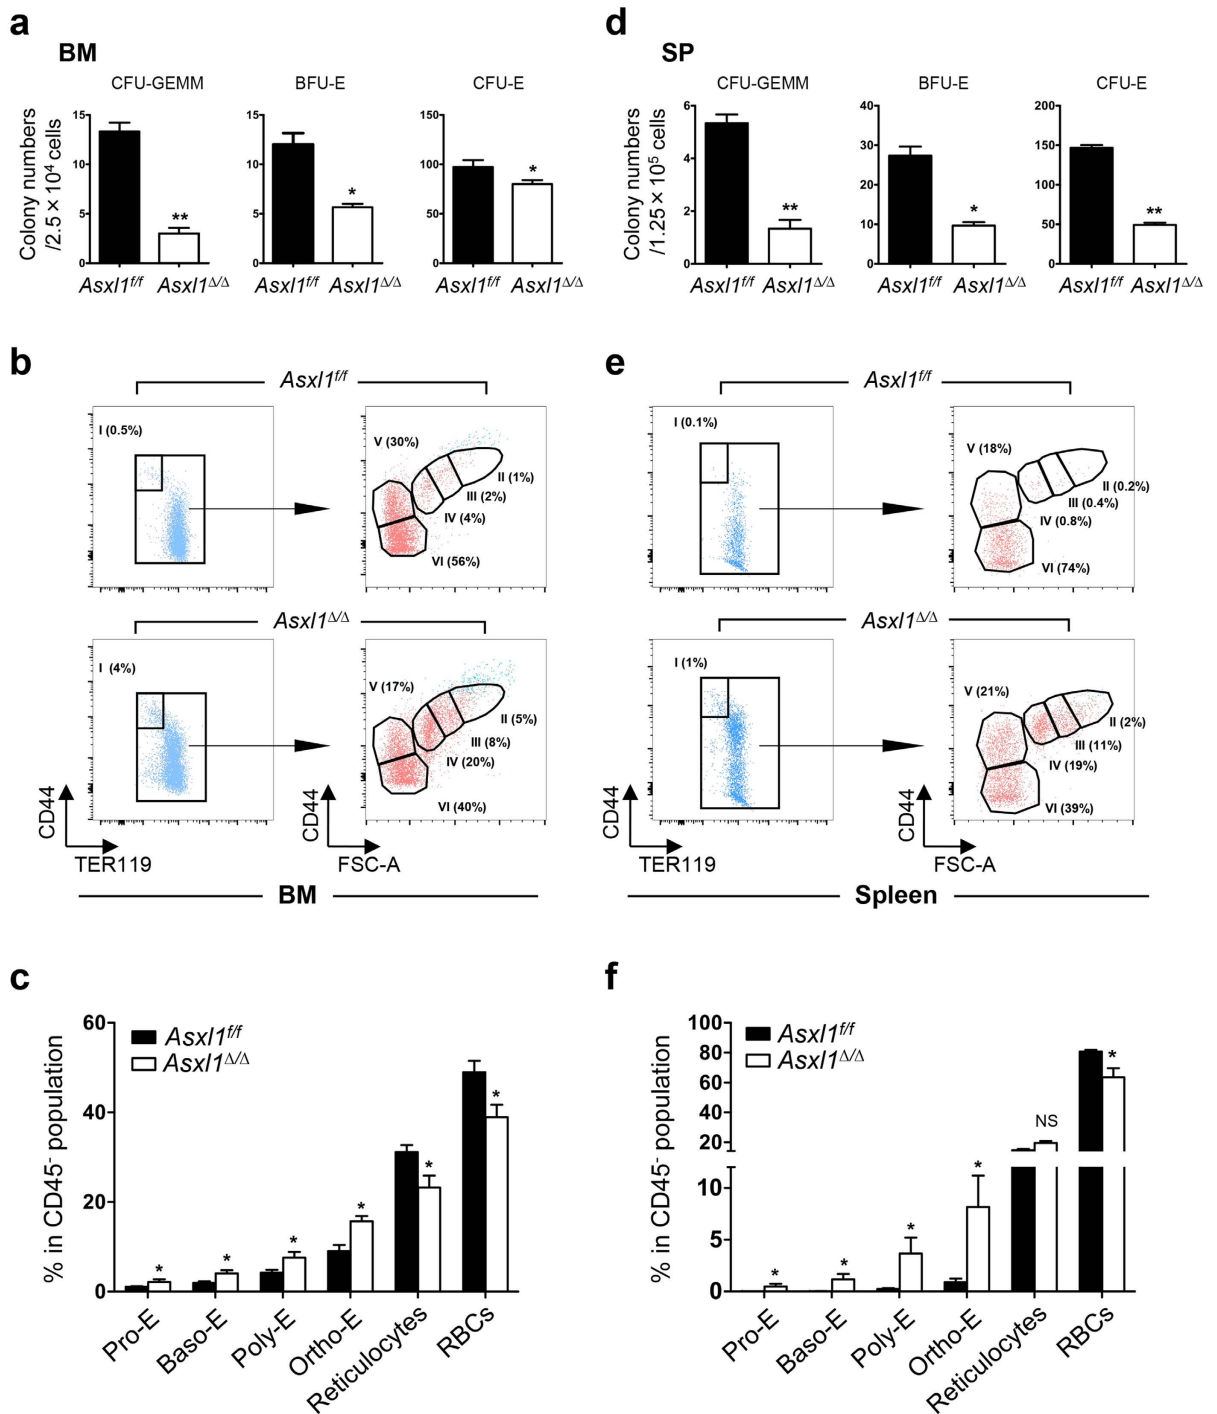 a
BM
CFU-GEMM
BFU-E
CFU-E
Colony numbers
/2.5 × 10⁴ cells
15
10
5
0
15
10
5
0
150
100
50
0
**
*
*
Asxl1f/f
Asxl1Δ/Δ
Asxl1f/f
Asxl1Δ/Δ
Asxl1f/f
Asxl1Δ/Δ
d
SP
CFU-GEMM
BFU-E
CFU-E
Colony numbers
/1.25 × 10⁵ cells
6
4
2
0
40
30
20
10
0
200
150
100
50
0
**
*
**
Asxl1f/f
Asxl1Δ/Δ
Asxl1f/f
Asxl1Δ/Δ
Asxl1f/f
Asxl1Δ/Δ
b
Asxl1f/f
I (0.5%)
V (30%)
II (1%)
III (2%)
IV (4%)
VI (56%)
Asxl1Δ/Δ
I (4%)
V (17%)
II (5%)
III (8%)
IV (20%)
VI (40%)
CD44
TER119
CD44
FSC-A
BM
e
Asxl1f/f
I (0.1%)
V (18%)
II (0.2%)
III (0.4%)
IV (0.8%)
VI (74%)
Asxl1Δ/Δ
I (1%)
V (21%)
II (2%)
III (11%)
IV (19%)
VI (39%)
CD44
TER119
CD44
FSC-A
Spleen
c
% in CD45⁻ population
60
40
20
0
Asxl1f/f
Asxl1Δ/Δ
*
*
*
*
*
*
Pro-E
Baso-E
Poly-E
Ortho-E
Reticulocytes
RBCs
f
% in CD45⁻ population
100
80
60
40
20
10
5
0
Asxl1f/f
Asxl1Δ/Δ
*
*
*
*
NS
*
Pro-E
Baso-E
Poly-E
Ortho-E
Reticulocytes
RBCs